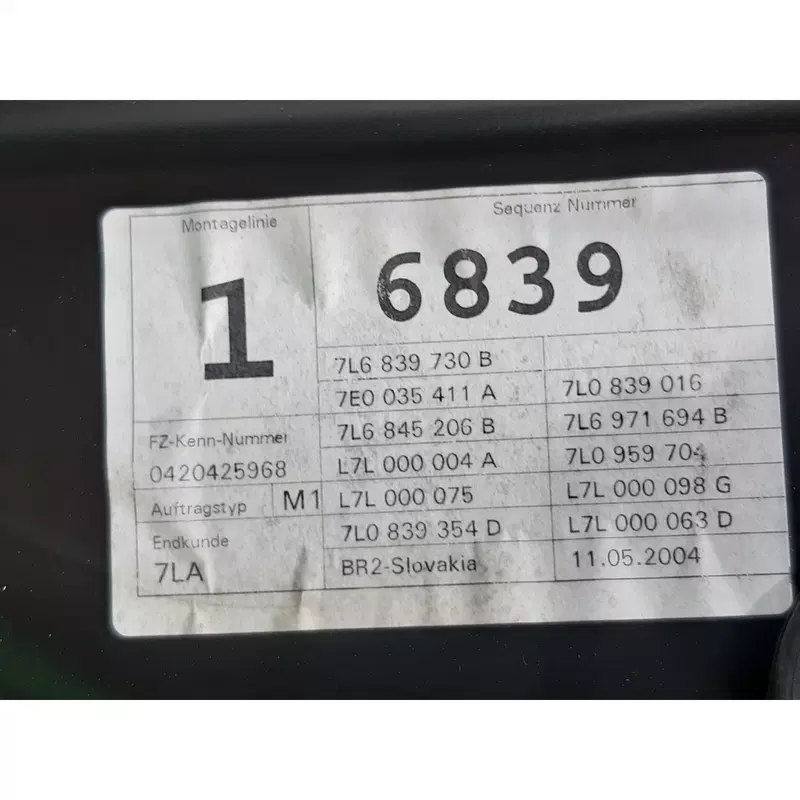 Montagelinie
Sequenz Nummer
1
6839
7L6 839 730 B
7E0 035 411 A
7L0 839 016
FZ-Kenn-Nummer
7L6 845 206 B
7L6 971 694 B
0420425968
L7L 000 004 A
7L0 959 704
Auftragstyp
M1
L7L 000 075
L7L 000 098 G
Endkunde
7L0 839 354 D
L7L 000 063 D
7LA
BR2-Slovakia
11.05.2004